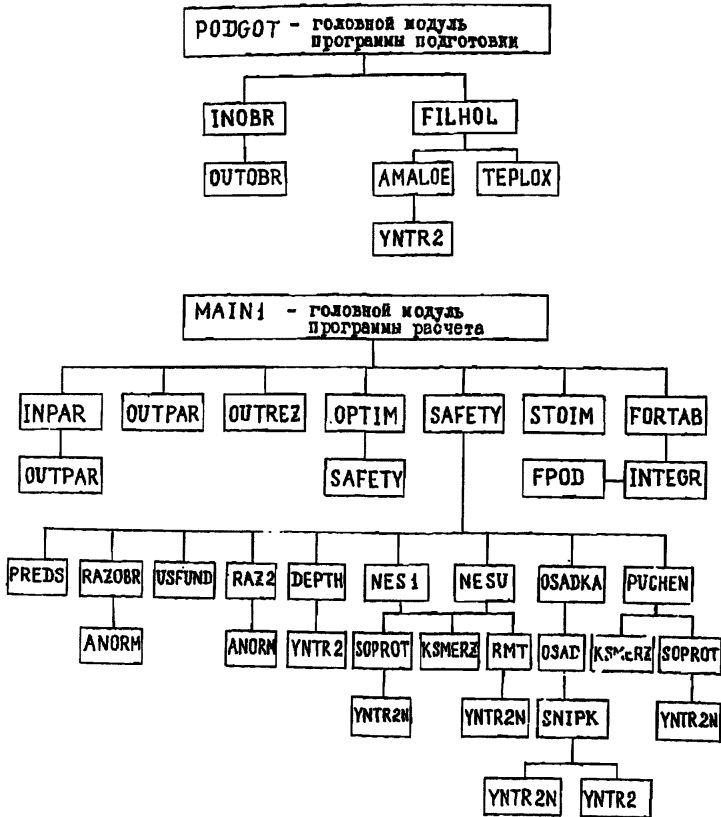 PODGOT - головной модуль
программы подготовки
INOBR FILHOL
OUTOBR AMALOE TEPLOX
YNTR2
MAIN1 - головной модуль
программы расчета
INPAR OUTPAR OUTREZ OPTIM SAFETY STOIM FORTAB
OUTPAR SAFETY FPOD INTEGR
PREDS RAZOBR USFUND RAZ2 DEPTH NES1 NESU OSADKA PUCHEN
ANORM ANORM YNTR2 SOPROT KSMERZ RMT OSAD KSMERZ SOPROT
YNTR2N YNTR2N SNIPK YNTR2N
YNTR2N YNTR2